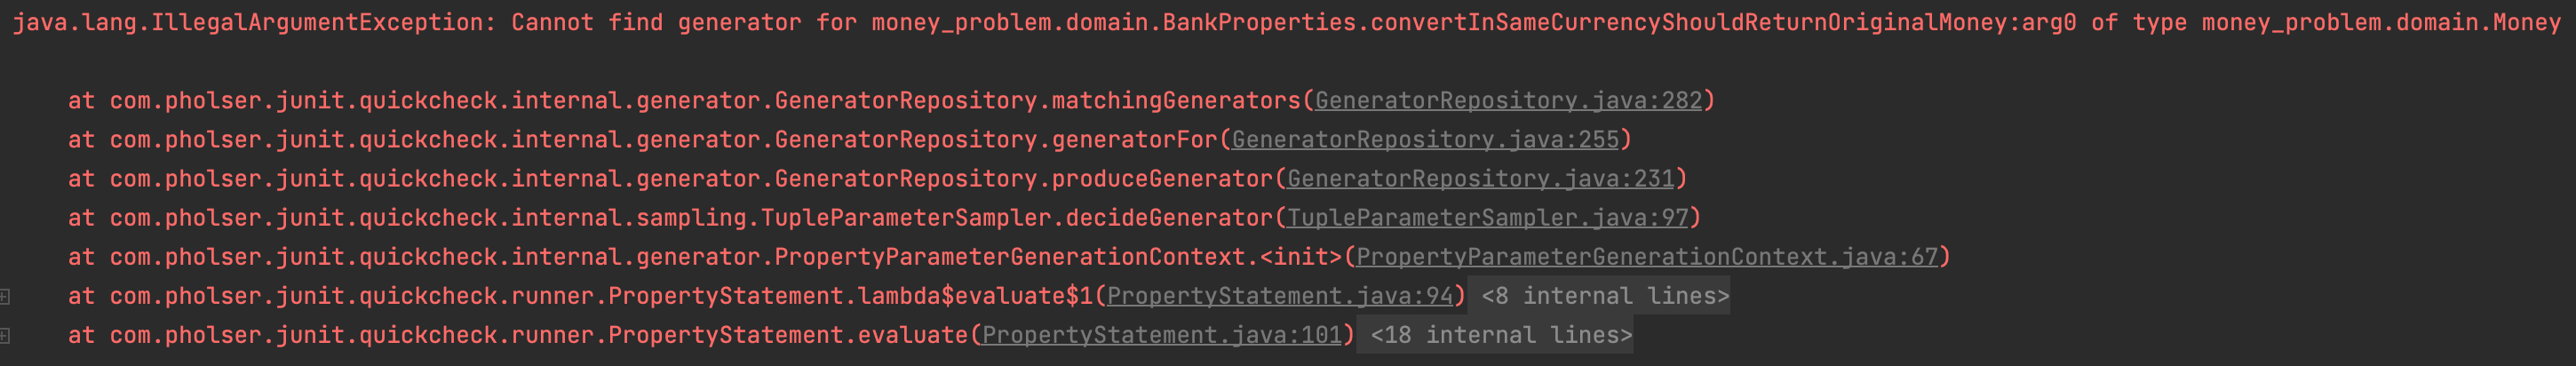 java.lang.IllegalArgumentException: Cannot find generator for money_problem.domain.BankProperties.convertInSameCurrencyShouldReturnOriginalMoney:arg0 of type money_problem.domain.Money
at com.pholser.junit.quickcheck.internal.generator.GeneratorRepository.matchingGenerators(GeneratorRepository.java:282)
at com.pholser.junit.quickcheck.internal.generator.GeneratorRepository.generatorFor(GeneratorRepository.java:255)
at com.pholser.junit.quickcheck.internal.generator.GeneratorRepository.produceGenerator(GeneratorRepository.java:231)
at com.pholser.junit.quickcheck.internal.sampling.TupleParameterSampler.decideGenerator(TupleParameterSampler.java:97)
at com.pholser.junit.quickcheck.internal.generator.PropertyParameterGenerationContext.<init>(PropertyParameterGenerationContext.java:67)
at com.pholser.junit.quickcheck.runner.PropertyStatement.lambda$evaluate$1(PropertyStatement.java:94) <8 internal lines>
at com.pholser.junit.quickcheck.runner.PropertyStatement.evaluate(PropertyStatement.java:101) <18 internal lines>